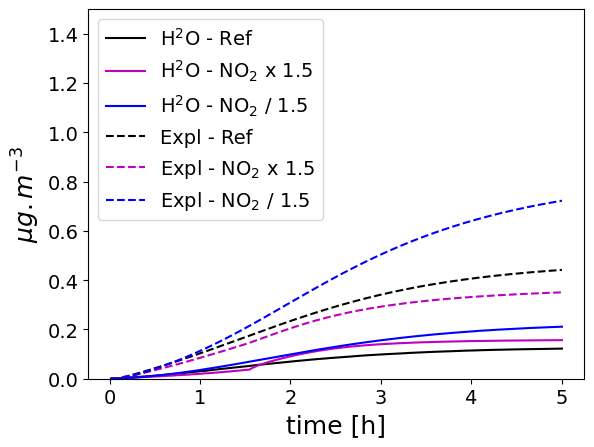 H²O - Ref
H²O - NO₂ x 1.5
H²O - NO₂ / 1.5
Expl - Ref
Expl - NO₂ x 1.5
Expl - NO₂ / 1.5
μg.m⁻³
1.4
1.2
1.0
0.8
0.6
0.4
0.2
0.0
0 1 2 3 4 5
time [h]